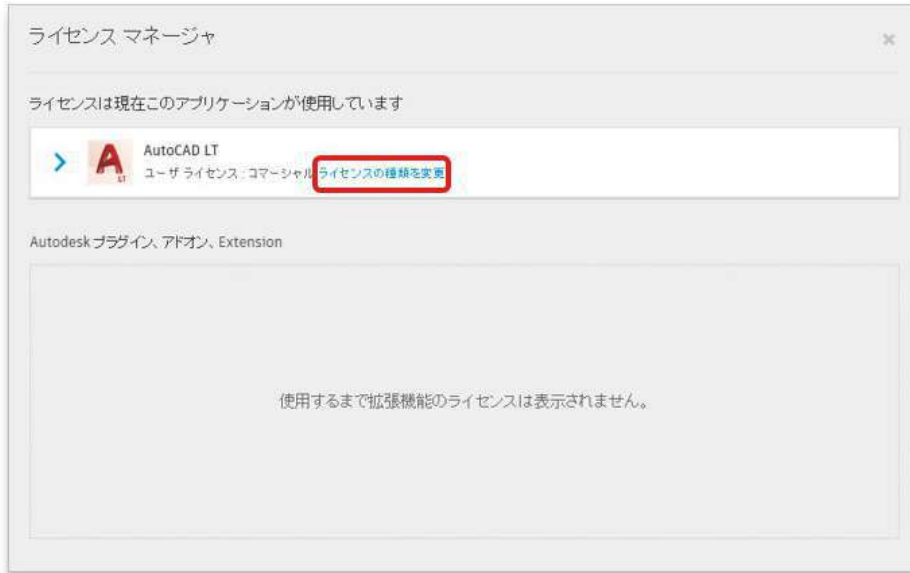 ライセンス マネージャ
ライセンスは現在このアプリケーションが使用しています
AutoCAD LT
ユーザ ライセンス : コマーシャル ライセンスの種類を変更
Autodesk プラグイン、アドオン、Extension
使用するまで拡張機能のライセンスは表示されません。